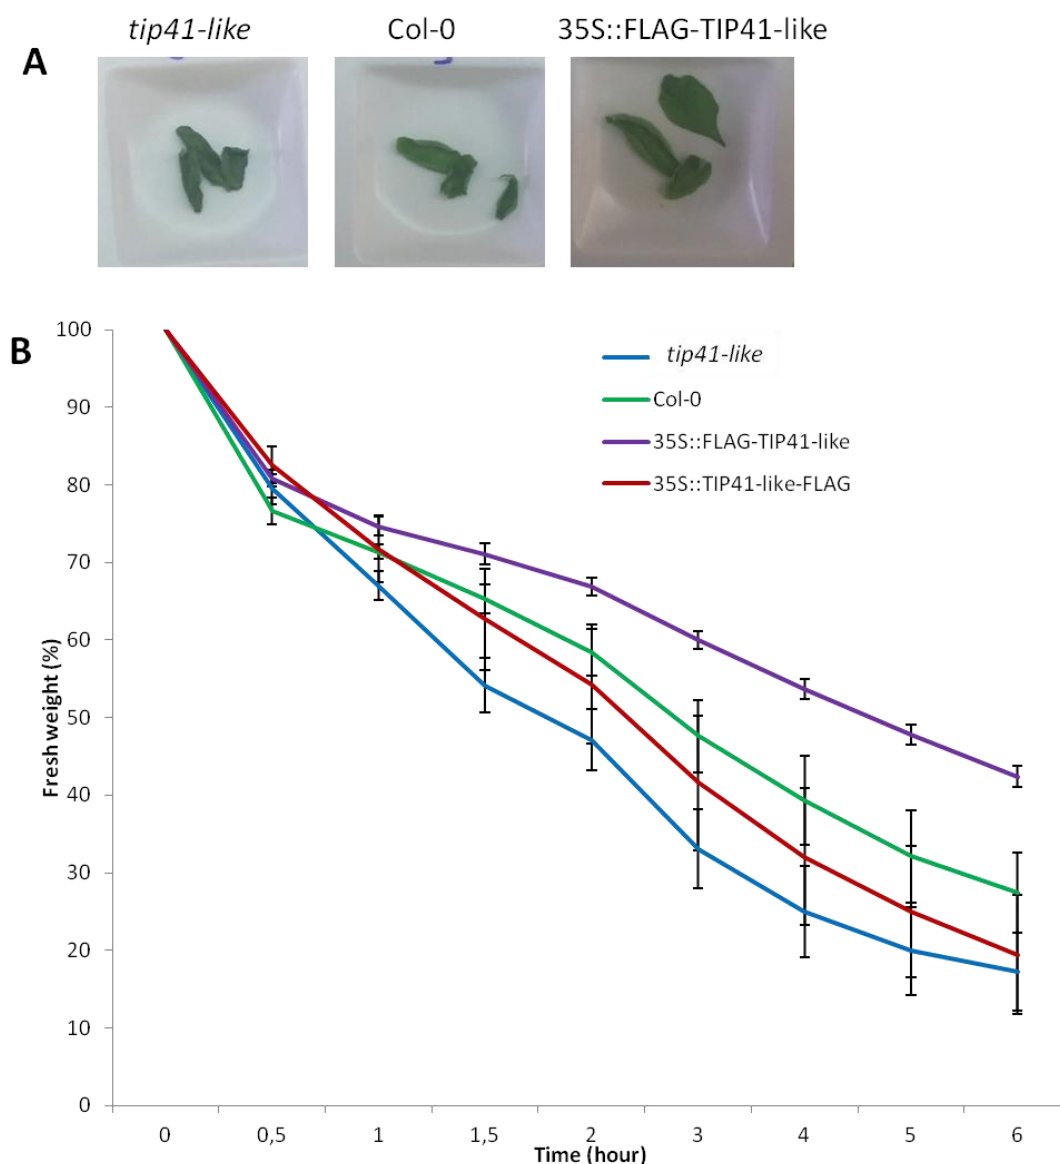 tip41-like Col-0 35S::FLAG-TIP41-like
A
B
100
90
80
70
60
50
40
30
20
10
0
Fresh weight (%)
tip41-like
Col-0
35S::FLAG-TIP41-like
35S::TIP41-like-FLAG
0 0,5 1 1,5 2 3 4 5 6
Time (hour)